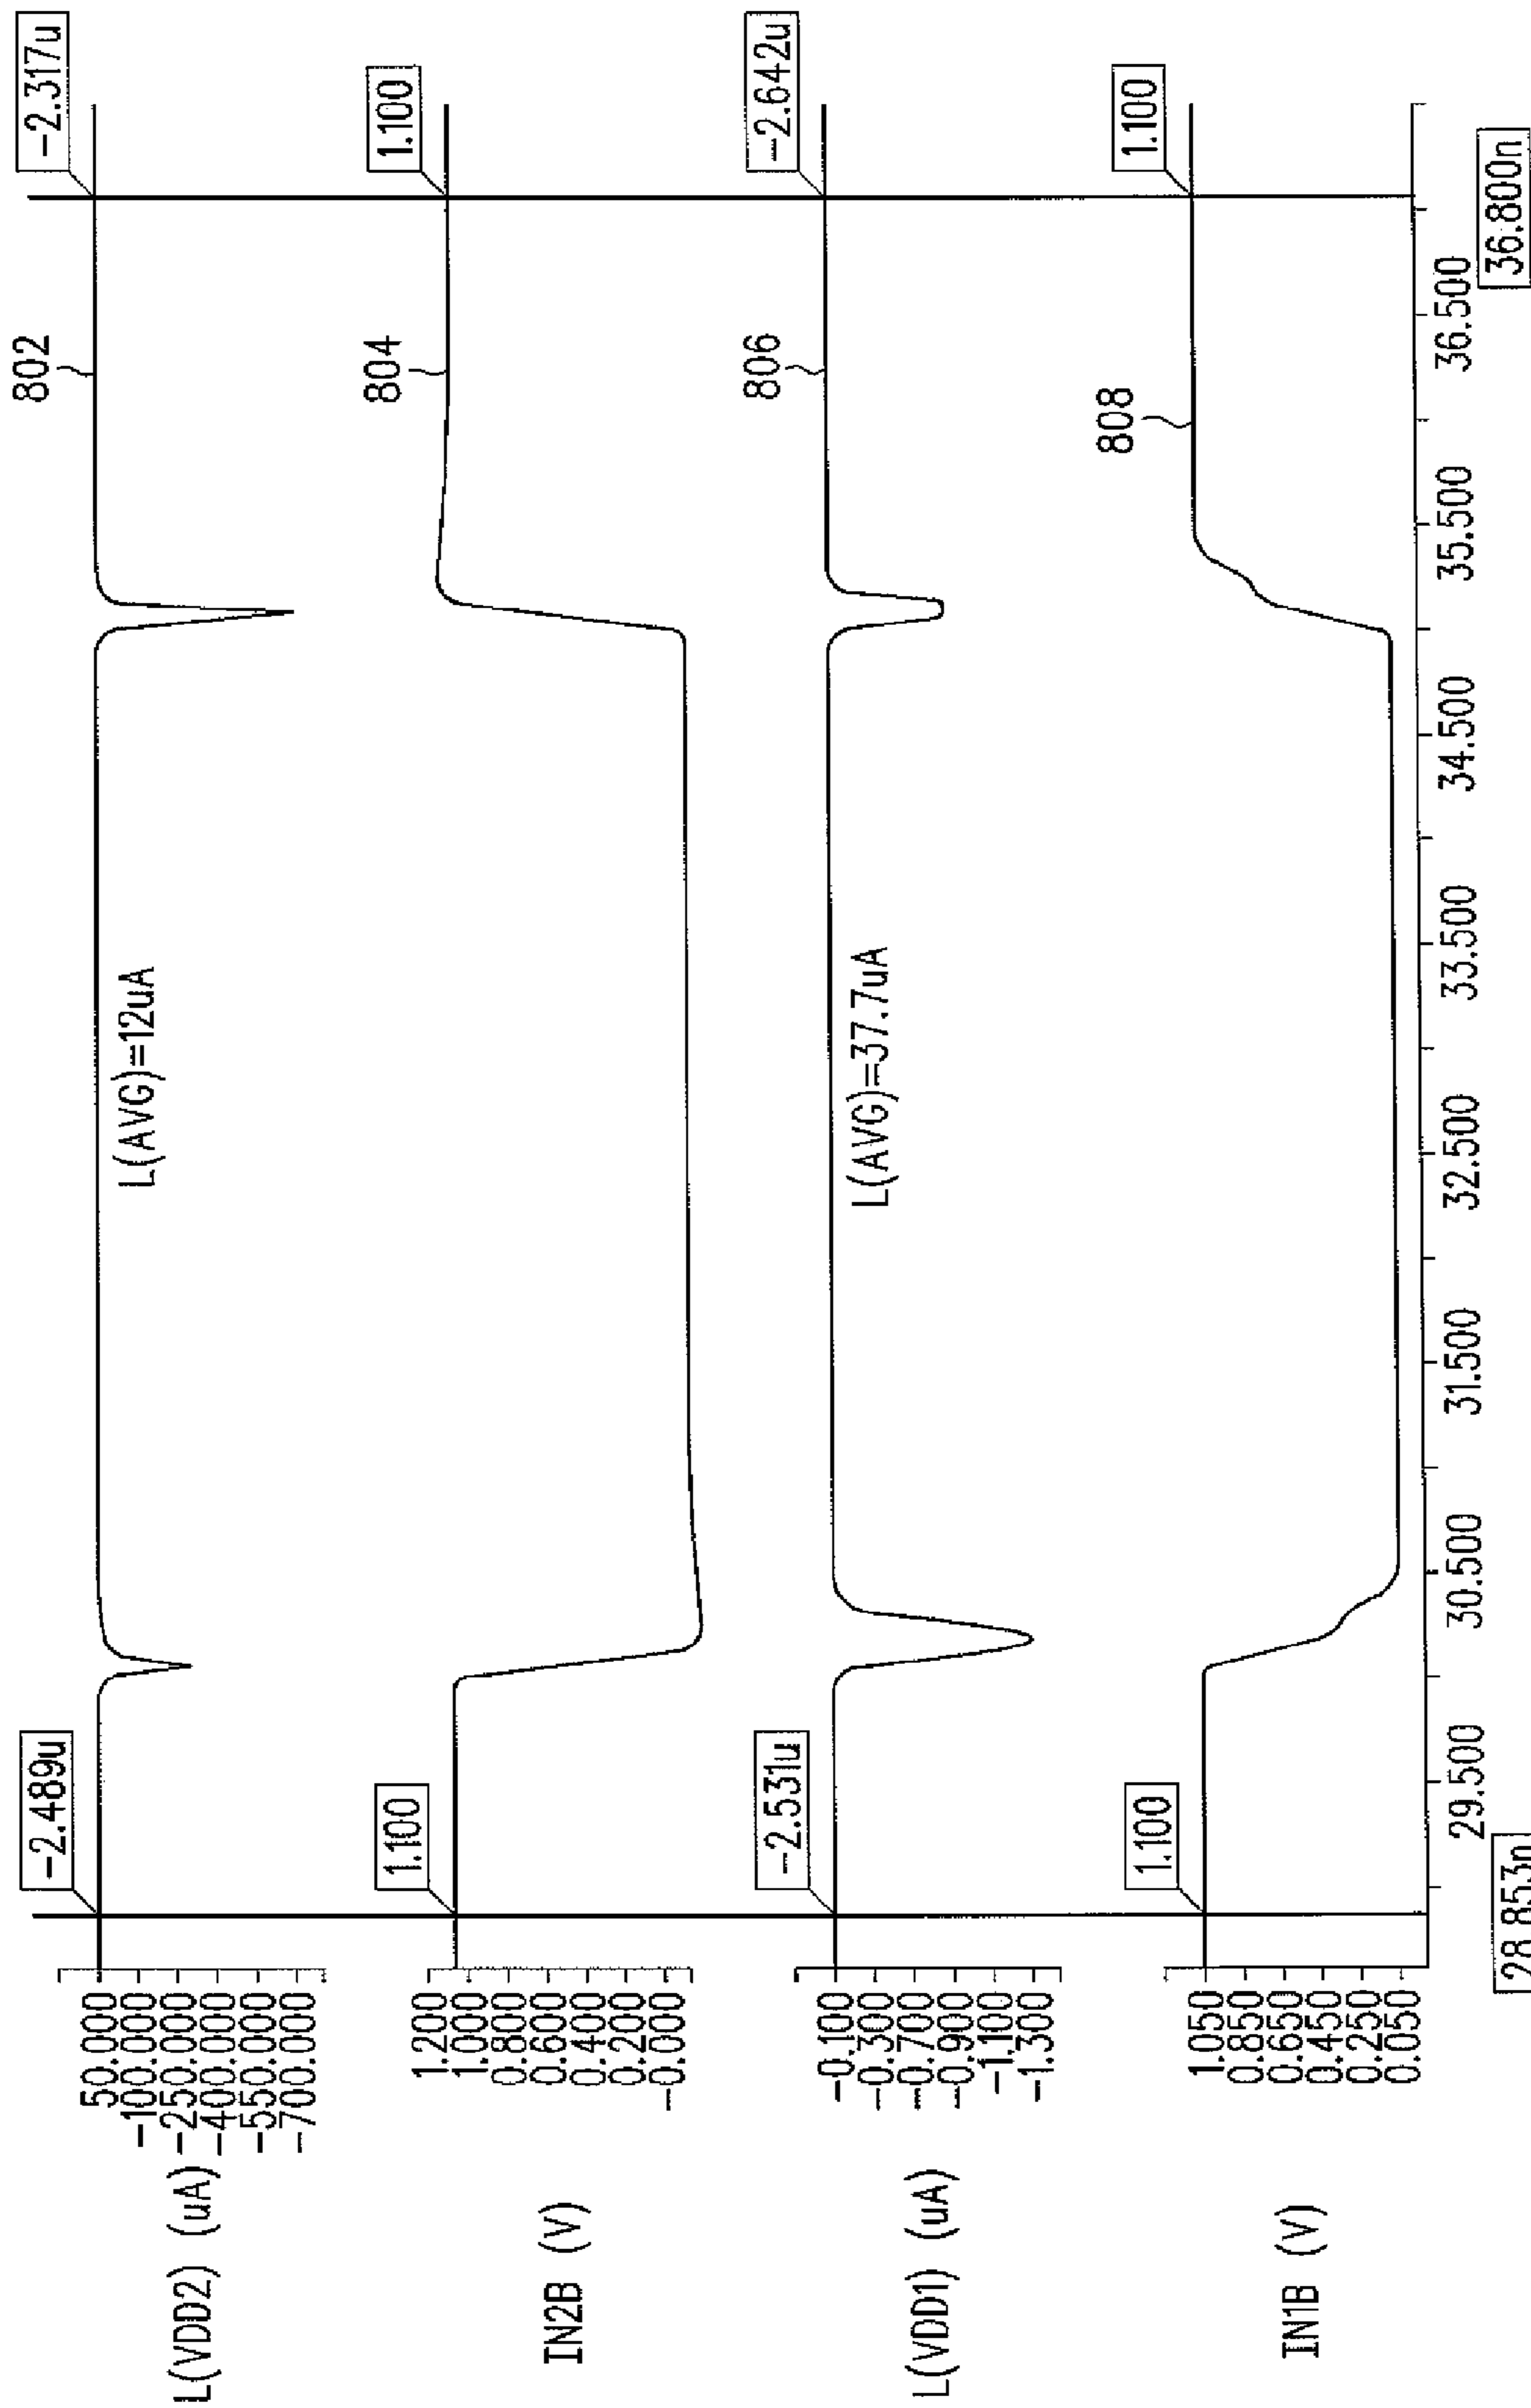 L(VDD2) (uA)
50.000
-100.000
-250.000
-400.000
-550.000
-700.000
-2.489u
L(AVG)=12uA
802
-2.317u
IN2B (V)
1.200
1.000
0.800
0.600
0.400
0.200
-0.000
1.100
804
1.100
L(VDD1) (uA)
-0.100
-0.300
-0.700
-0.900
-1.100
-1.300
-2.531u
L(AVG)=37.7uA
806
-2.642u
IN1B (V)
1.050
0.850
0.650
0.450
0.250
0.050
1.100
808
1.100
29.500 30.500 31.500 32.500 33.500 34.500 35.500 36.500
28.853n 36.800n